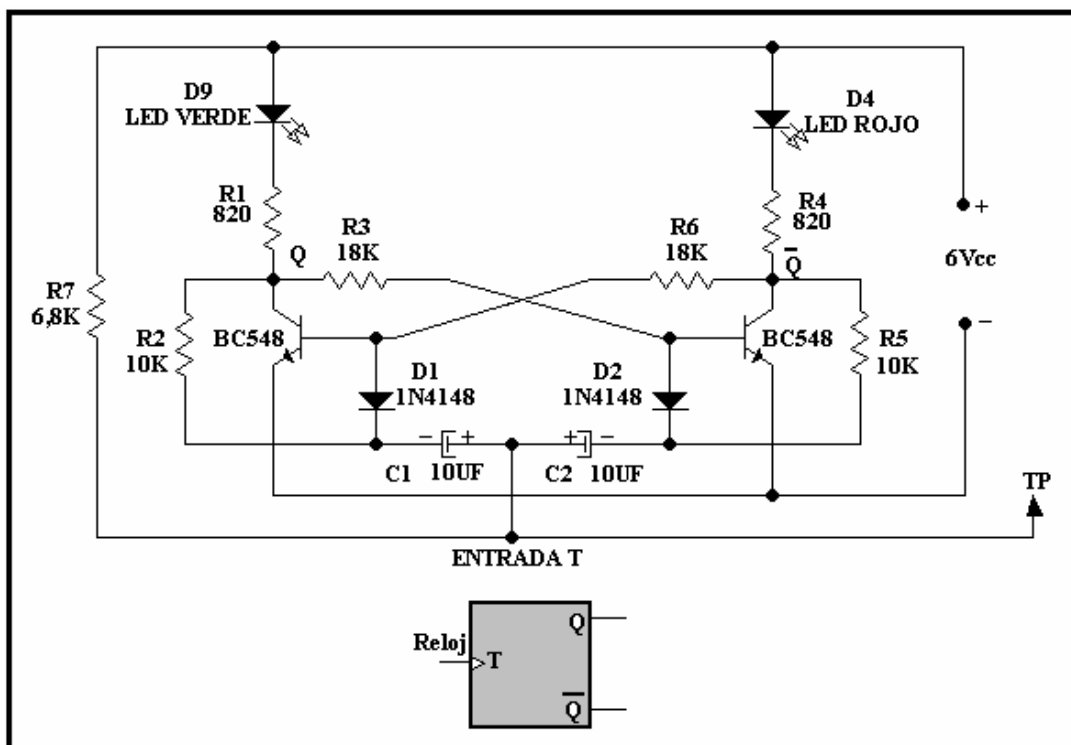 D9
LED VERDE
D4
LED ROJO
R1
820
R4
820
R3
18K
R6
18K
Q
Q̅
+
6Vcc
−
R7
6,8K
R2
10K
BC548
BC548
R5
10K
D1
1N4148
D2
1N4148
− +
+ −
C1 10UF
C2 10UF
TP
ENTRADA T
Reloj
T
Q
Q̅